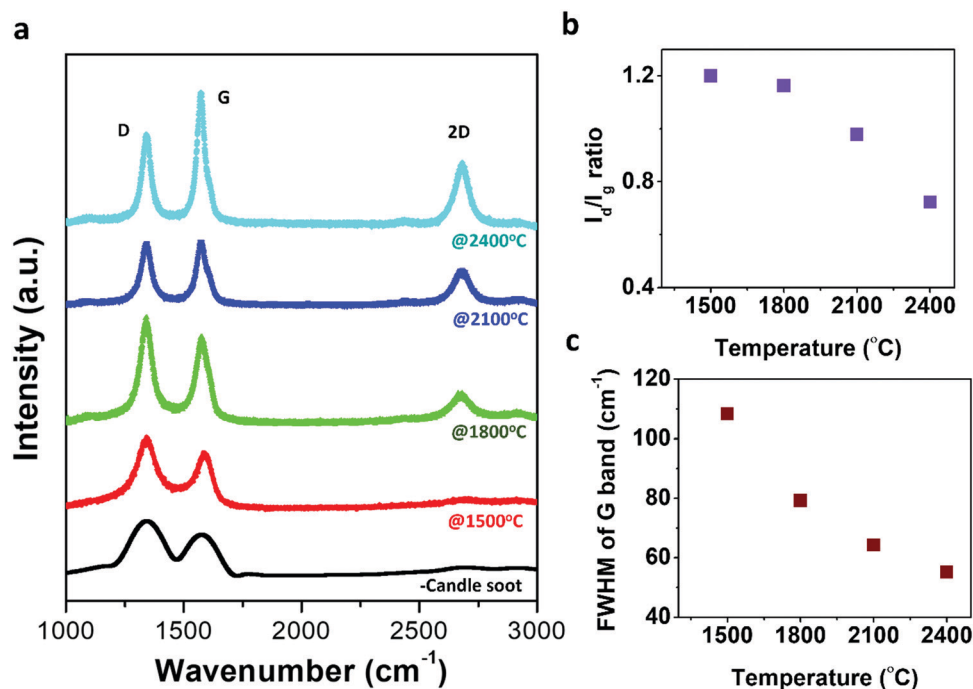 a
D
G
2D
@2400°C
@2100°C
@1800°C
@1500°C
-Candle soot
1000 1500 2000 2500 3000
Wavenumber (cm⁻¹)
Intensity (a.u.)
b
1.2
0.8
0.4
1500 1800 2100 2400
Temperature (°C)
I_d/I_g ratio
c
120
100
80
60
40
1500 1800 2100 2400
Temperature (°C)
FWHM of G band (cm⁻¹)